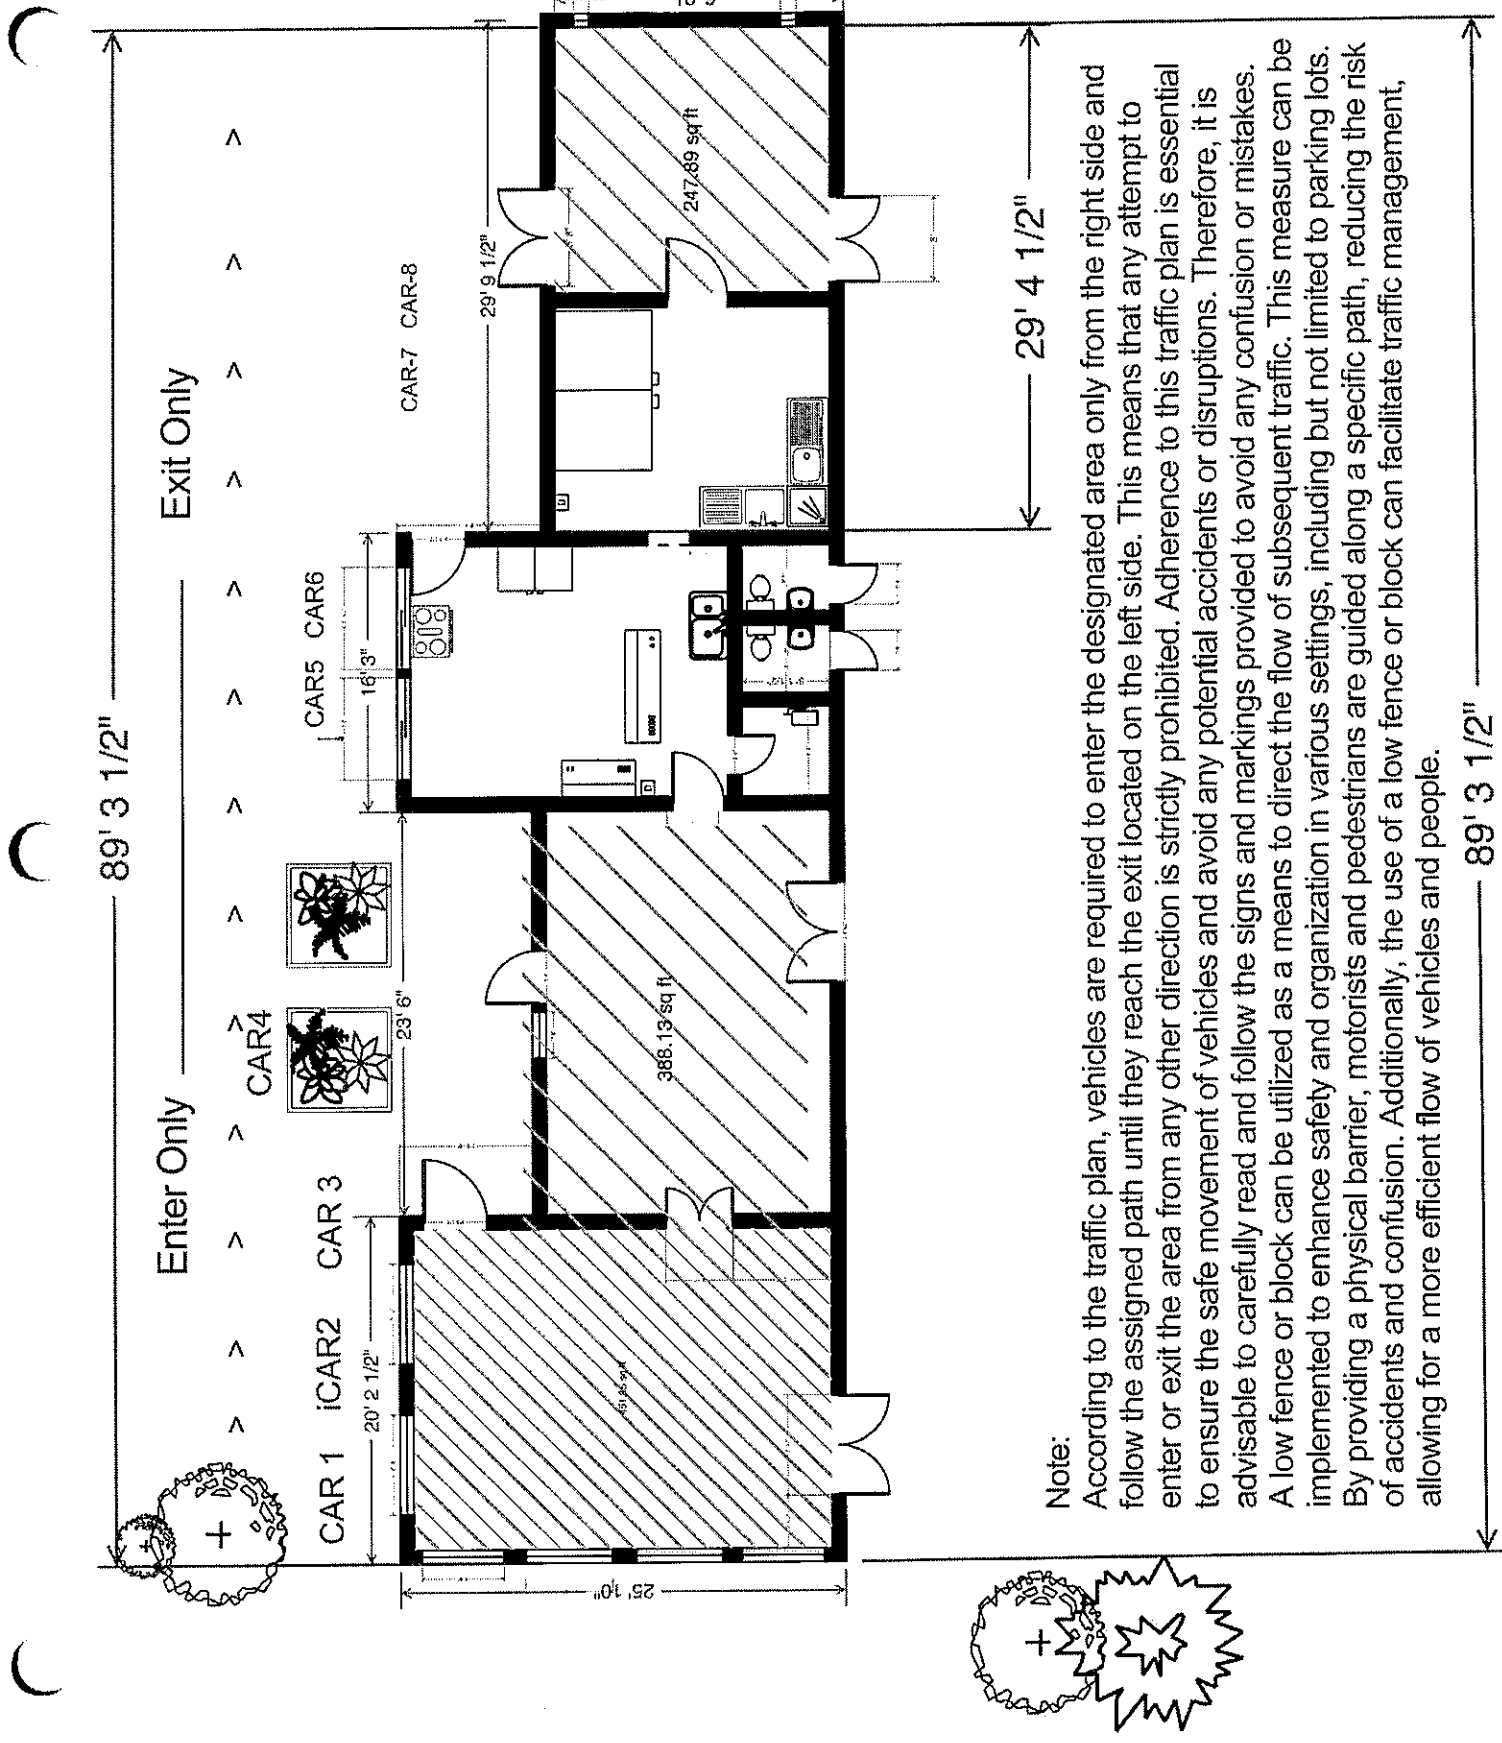 89' 3 1/2"
Enter Only
Exit Only
> > > > > > > > > > > >
CAR4
CAR 1 iCAR2 CAR 3
CAR5 CAR6
CAR-7 CAR-8
20' 2 1/2"
23' 6"
16' 3"
29' 9 1/2"
25' 10"
388.13 sq ft
247.89 sq ft
29' 4 1/2"
Note:
According to the traffic plan, vehicles are required to enter the designated area only from the right side and
follow the assigned path until they reach the exit located on the left side. This means that any attempt to
enter or exit the area from any other direction is strictly prohibited. Adherence to this traffic plan is essential
to ensure the safe movement of vehicles and avoid any potential accidents or disruptions. Therefore, it is
advisable to carefully read and follow the signs and markings provided to avoid any confusion or mistakes.
A low fence or block can be utilized as a means to direct the flow of subsequent traffic. This measure can be
implemented to enhance safety and organization in various settings, including but not limited to parking lots.
By providing a physical barrier, motorists and pedestrians are guided along a specific path, reducing the risk
of accidents and confusion. Additionally, the use of a low fence or block can facilitate traffic management,
allowing for a more efficient flow of vehicles and people.
89' 3 1/2"